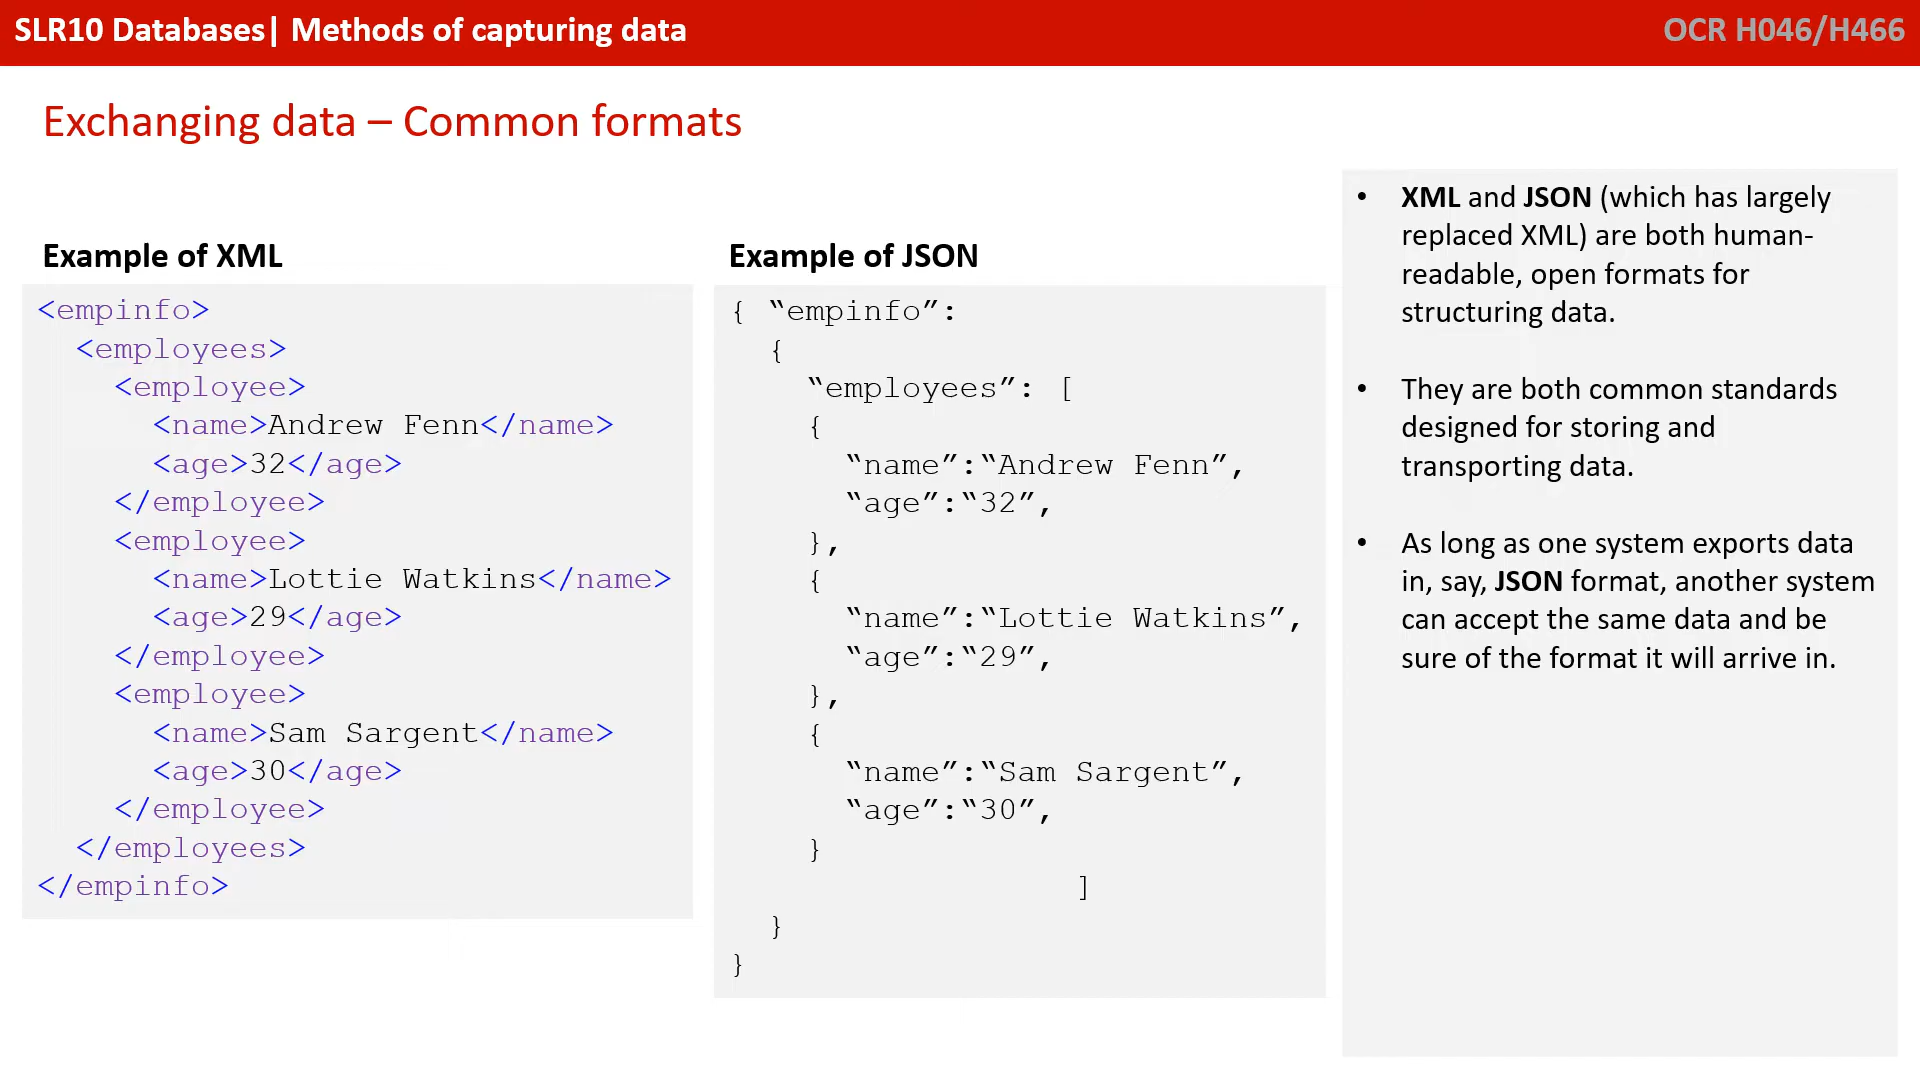 SLR10 Databases| Methods of capturing data
OCR H046/H466
Exchanging data – Common formats
Example of XML
<empinfo>
<employees>
<employee>
<name>Andrew Fenn</name>
<age>32</age>
</employee>
<employee>
<name>Lottie Watkins</name>
<age>29</age>
</employee>
<employee>
<name>Sam Sargent</name>
<age>30</age>
</employee>
</employees>
</empinfo>
Example of JSON
{ “empinfo”:
{
“employees”: [
{
“name”:“Andrew Fenn”,
“age”:“32”,
},
{
“name”:“Lottie Watkins”,
“age”:“29”,
},
{
“name”:“Sam Sargent”,
“age”:“30”,
}
]
}
}
• XML and JSON (which has largely
replaced XML) are both human-
readable, open formats for
structuring data.
• They are both common standards
designed for storing and
transporting data.
• As long as one system exports data
in, say, JSON format, another system
can accept the same data and be
sure of the format it will arrive in.